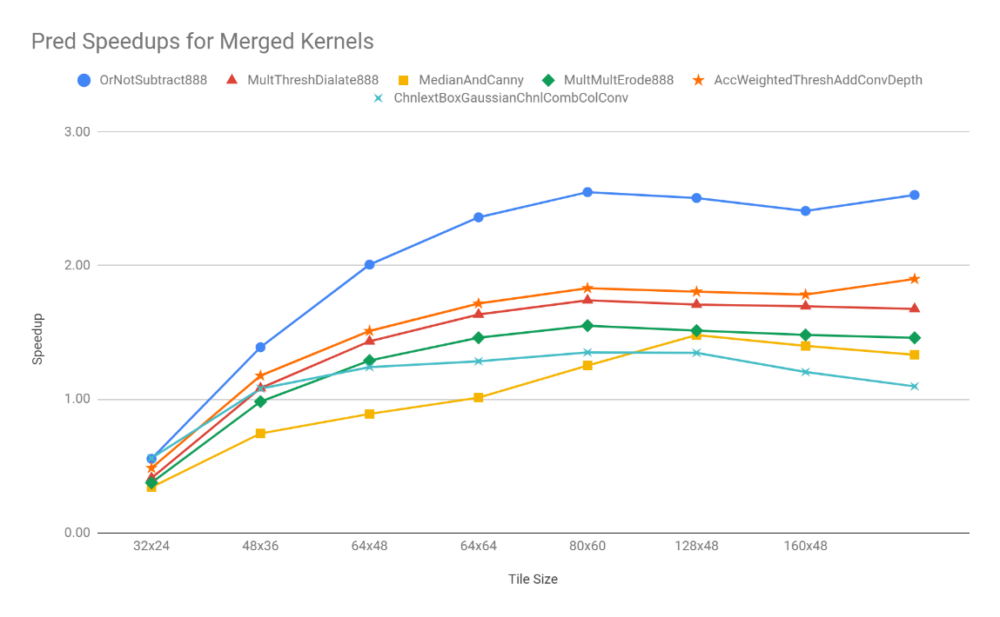 Pred Speedups for Merged Kernels
OrNotSubtract888 MultThreshDialate888 MedianAndCanny MultMultErode888 AccWeightedThreshAddConvDepth
ChnlextBoxGaussianChnlCombColConv
3.00
2.00
1.00
0.00
Speedup
32x24 48x36 64x48 64x64 80x60 128x48 160x48
Tile Size